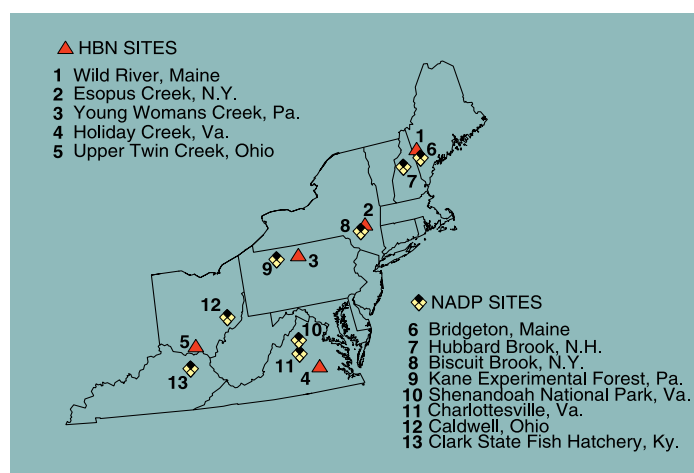 HBN SITES
1 Wild River, Maine
2 Esopus Creek, N.Y.
3 Young Womans Creek, Pa.
4 Holiday Creek, Va.
5 Upper Twin Creek, Ohio
1
6
7
2
8
9
3
12
5
10
11
4
13
NADP SITES
6 Bridgeton, Maine
7 Hubbard Brook, N.H.
8 Biscuit Brook, N.Y.
9 Kane Experimental Forest, Pa.
10 Shenandoah National Park, Va.
11 Charlottesville, Va.
12 Caldwell, Ohio
13 Clark State Fish Hatchery, Ky.